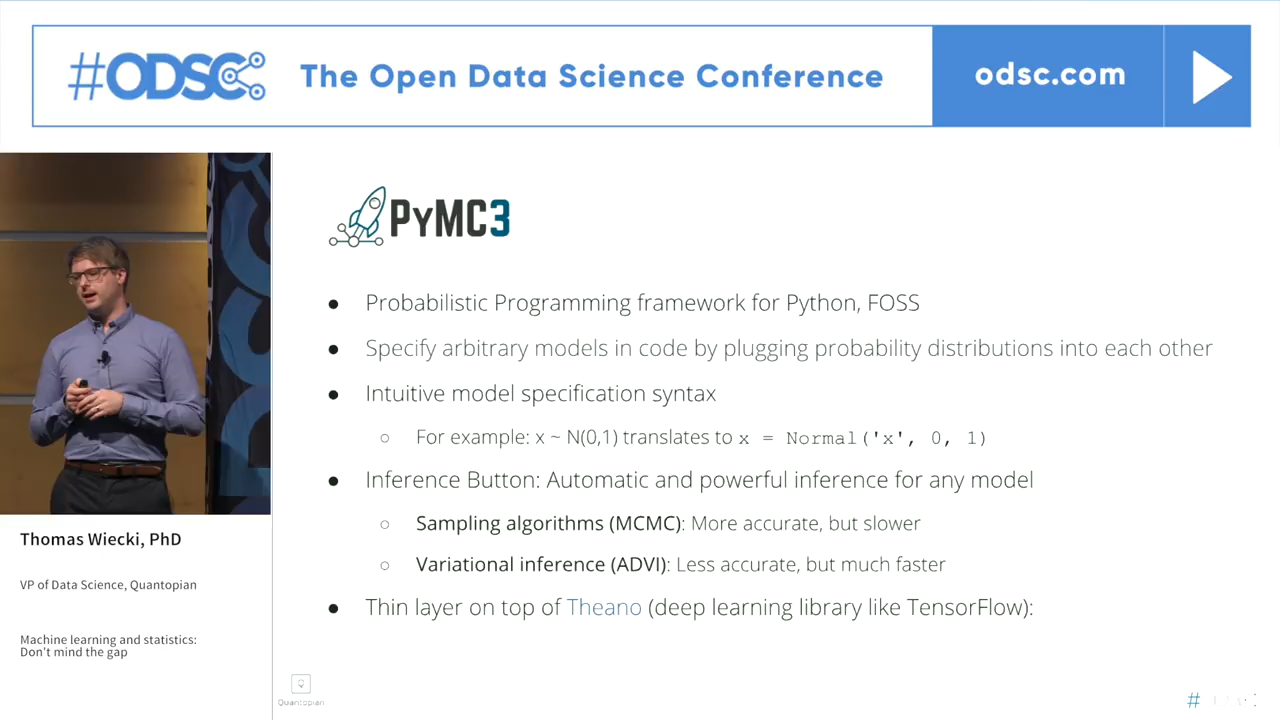 #ODSC
The Open Data Science Conference
odsc.com
PyMC3
● Probabilistic Programming framework for Python, FOSS
● Specify arbitrary models in code by plugging probability distributions into each other
● Intuitive model specification syntax
○ For example: x ~ N(0,1) translates to x = Normal('x', 0, 1)
● Inference Button: Automatic and powerful inference for any model
○ Sampling algorithms (MCMC): More accurate, but slower
○ Variational inference (ADVI): Less accurate, but much faster
● Thin layer on top of Theano (deep learning library like TensorFlow):
Thomas Wiecki, PhD
VP of Data Science, Quantopian
Machine learning and statistics:
Don't mind the gap
Quantopian
#